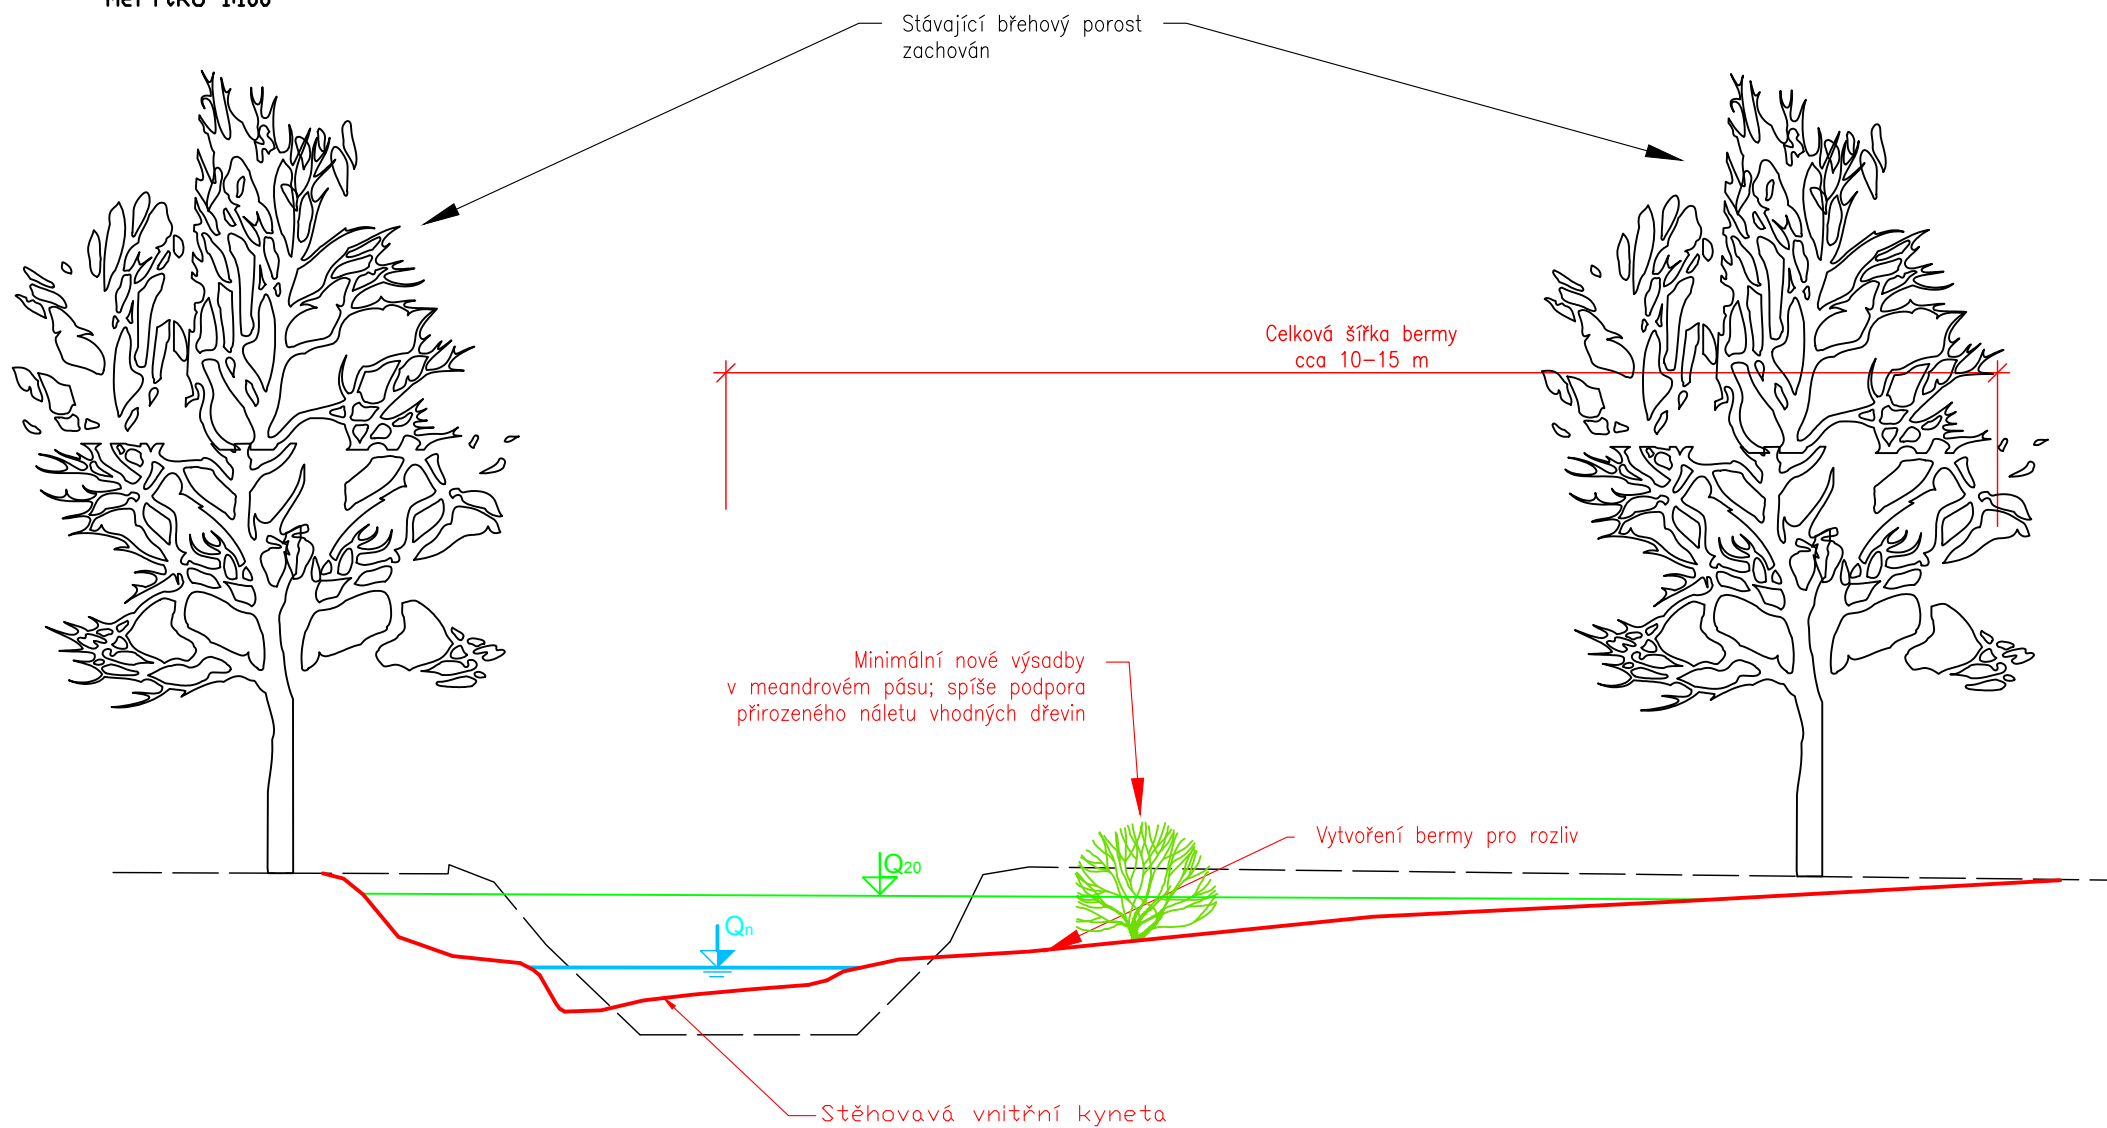 Stávající břehový porost
zachován
Celková šířka bermy
cca 10-15 m
Minimální nové výsadby
v meandrovém pásu; spíše podpora
přirozeného náletu vhodných dřevin
Vytvoření bermy pro rozliv
Q20
Qn
Stěhovavá vnitřní kyneta